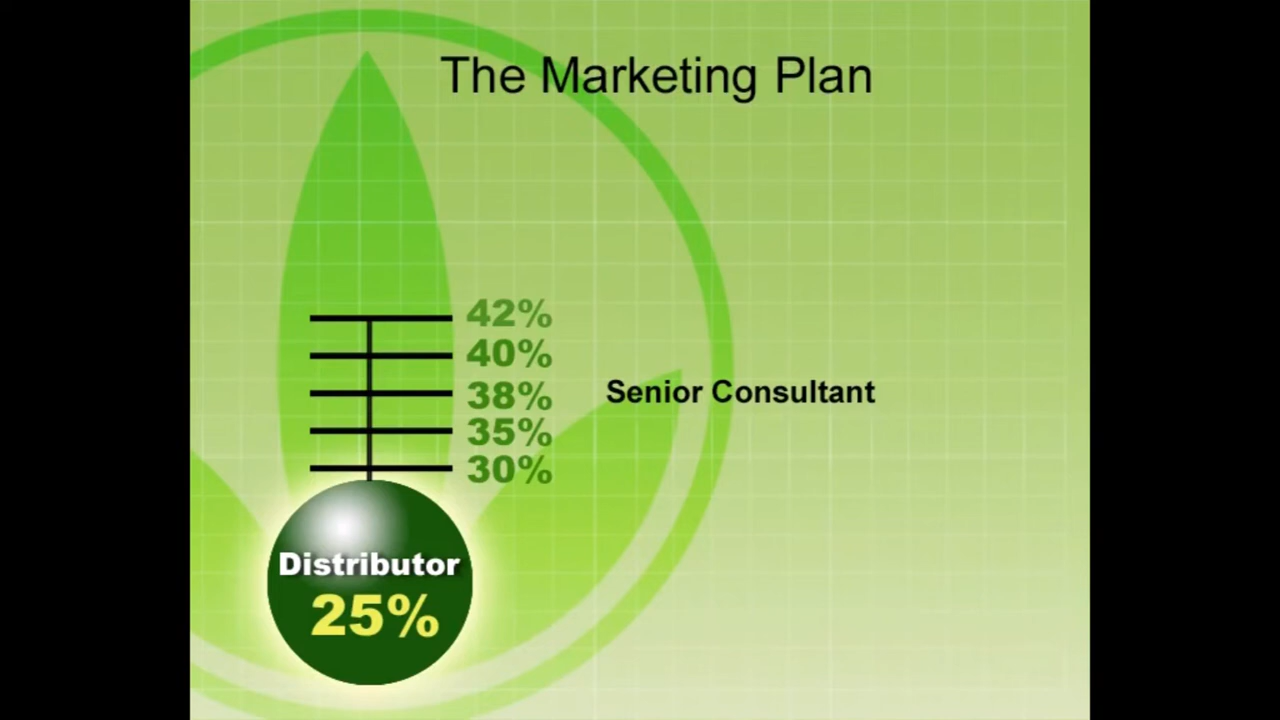 The Marketing Plan
42%
40%
38%
Senior Consultant
35%
30%
Distributor
25%